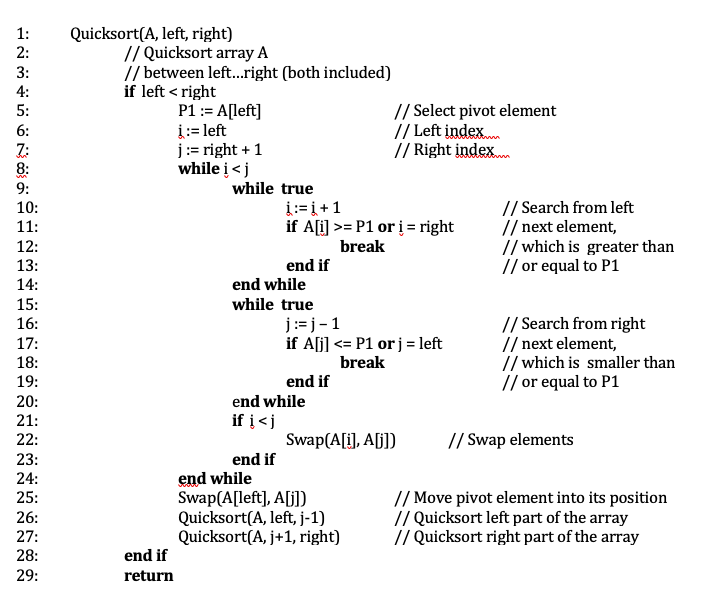 1: Quicksort(A, left, right)
2: // Quicksort array A
3: // between left...right (both included)
4: if left < right
5: P1 := A[left] // Select pivot element
6: i := left // Left index
7: j := right + 1 // Right index
8: while i < j
9: while true
10: i := i + 1 // Search from left
11: if A[i] >= P1 or i = right // next element,
12: break // which is greater than
13: end if // or equal to P1
14: end while
15: while true
16: j := j – 1 // Search from right
17: if A[j] <= P1 or j = left // next element,
18: break // which is smaller than
19: end if // or equal to P1
20: end while
21: if i < j
22: Swap(A[i], A[j]) // Swap elements
23: end if
24: end while
25: Swap(A[left], A[j]) // Move pivot element into its position
26: Quicksort(A, left, j-1) // Quicksort left part of the array
27: Quicksort(A, j+1, right) // Quicksort right part of the array
28: end if
29: return